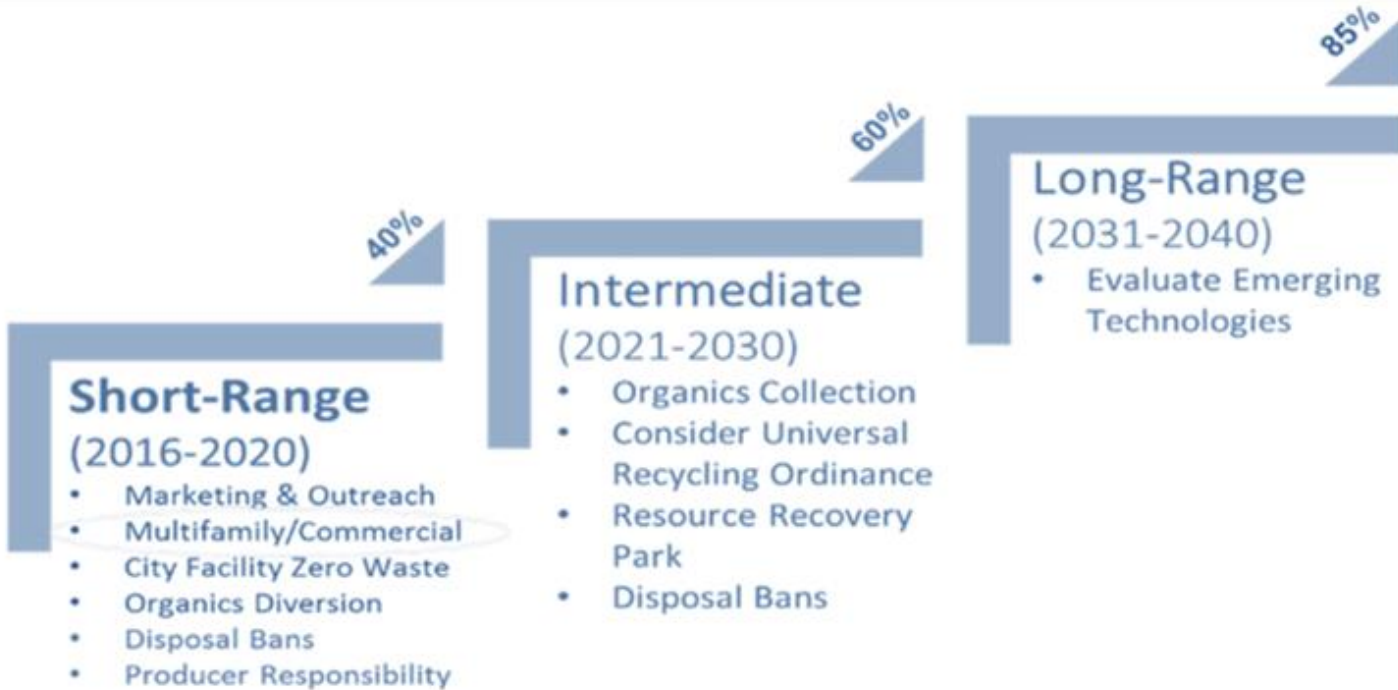 40%
Short-Range
(2016-2020)
• Marketing & Outreach
• Multifamily/Commercial
• City Facility Zero Waste
• Organics Diversion
• Disposal Bans
• Producer Responsibility
60%
Intermediate
(2021-2030)
• Organics Collection
• Consider Universal
Recycling Ordinance
• Resource Recovery
Park
• Disposal Bans
85%
Long-Range
(2031-2040)
• Evaluate Emerging
Technologies